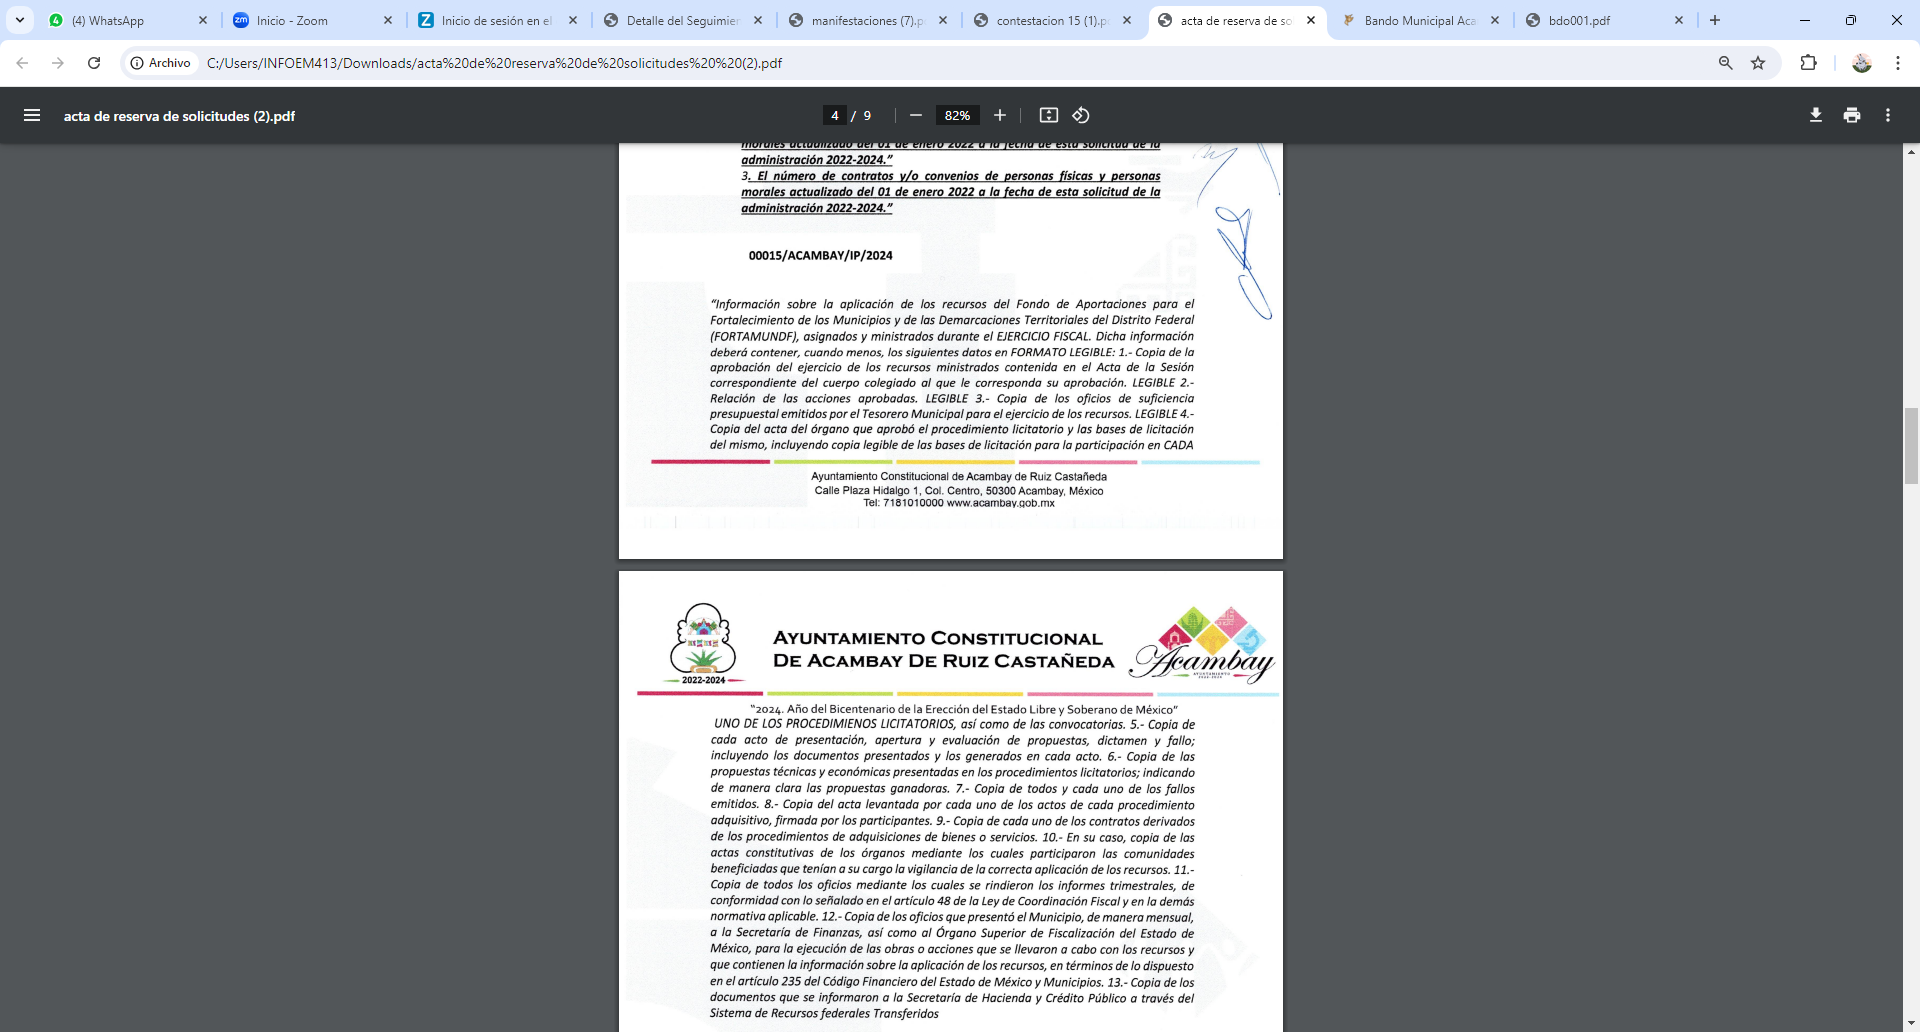 (4) WhatsApp
Inicio - Zoom
Inicio de sesión en el
Detalle del Seguimien
manifestaciones (7).p
contestacion 15 (1).p
acta de reserva de so
Bando Municipal Aca
bdo001.pdf
Archivo C:/Users/INFOEM413/Downloads/acta%20de%20reserva%20de%20solicitudes%20%20(2).pdf
acta de reserva de solicitudes (2).pdf
4 / 9
82%
morales actualizado del 01 de enero 2022 a la fecha de esta solicitud de la
administración 2022-2024.”
3. El número de contratos y/o convenios de personas físicas y personas
morales actualizado del 01 de enero 2022 a la fecha de esta solicitud de la
administración 2022-2024.”
00015/ACAMBAY/IP/2024
“Información sobre la aplicación de los recursos del Fondo de Aportaciones para el
Fortalecimiento de los Municipios y de las Demarcaciones Territoriales del Distrito Federal
(FORTAMUNDF), asignados y ministrados durante el EJERCICIO FISCAL. Dicha información
deberá contener, cuando menos, los siguientes datos en FORMATO LEGIBLE: 1.- Copia de la
aprobación del ejercicio de los recursos ministrados contenida en el Acta de la Sesión
correspondiente del cuerpo colegiado al que le corresponda su aprobación. LEGIBLE 2.-
Relación de las acciones aprobadas. LEGIBLE 3.- Copia de los oficios de suficiencia
presupuestal emitidos por el Tesorero Municipal para el ejercicio de los recursos. LEGIBLE 4.-
Copia del acta del órgano que aprobó el procedimiento licitatorio y las bases de licitación
del mismo, incluyendo copia legible de las bases de licitación para la participación en CADA
Ayuntamiento Constitucional de Acambay de Ruiz Castañeda
Calle Plaza Hidalgo 1, Col. Centro, 50300 Acambay, México
Tel: 7181010000 www.acambay.gob.mx
2022-2024
AYUNTAMIENTO CONSTITUCIONAL
DE ACAMBAY DE RUIZ CASTAÑEDA
Acambay
AYUNTAMIENTO
2022-2024
“2024. Año del Bicentenario de la Erección del Estado Libre y Soberano de México”
UNO DE LOS PROCEDIMIENOS LICITATORIOS, así como de las convocatorias. 5.- Copia de
cada acto de presentación, apertura y evaluación de propuestas, dictamen y fallo;
incluyendo los documentos presentados y los generados en cada acto. 6.- Copia de las
propuestas técnicas y económicas presentadas en los procedimientos licitatorios; indicando
de manera clara las propuestas ganadoras. 7.- Copia de todos y cada uno de los fallos
emitidos. 8.- Copia del acta levantada por cada uno de los actos de cada procedimiento
adquisitivo, firmada por los participantes. 9.- Copia de cada uno de los contratos derivados
de los procedimientos de adquisiciones de bienes o servicios. 10.- En su caso, copia de las
actas constitutivas de los órganos mediante los cuales participaron las comunidades
beneficiadas que tenían a su cargo la vigilancia de la correcta aplicación de los recursos. 11.-
Copia de todos los oficios mediante los cuales se rindieron los informes trimestrales, de
conformidad con lo señalado en el artículo 48 de la Ley de Coordinación Fiscal y en la demás
normativa aplicable. 12.- Copia de los oficios que presentó el Municipio, de manera mensual,
a la Secretaría de Finanzas, así como al Órgano Superior de Fiscalización del Estado de
México, para la ejecución de las obras o acciones que se llevaron a cabo con los recursos y
que contienen la información sobre la aplicación de los recursos, en términos de lo dispuesto
en el artículo 235 del Código Financiero del Estado de México y Municipios. 13.- Copia de los
documentos que se informaron a la Secretaría de Hacienda y Crédito Público a través del
Sistema de Recursos federales Transferidos